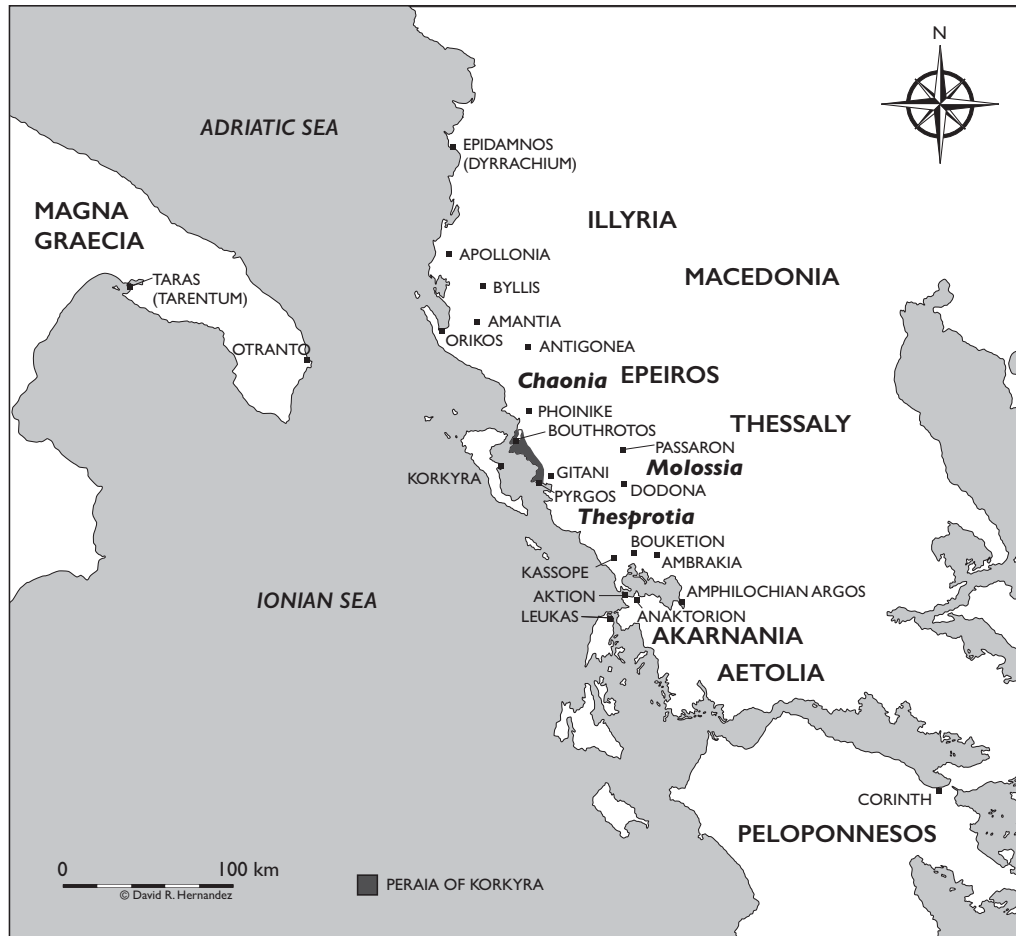 N
ADRIATIC SEA
EPIDAMNOS
(DYRRACHIUM)
MAGNA
GRAECIA
ILLYRIA
APOLLONIA
MACEDONIA
TARAS
(TARENTUM)
BYLLIS
AMANTIA
ORIKOS
OTRANTO
ANTIGONEA
Chaonia
EPEIROS
PHOINIKE
THESSALY
BOUTHROTOS
PASSARON
Molossia
KORKYRA
GITANI
DODONA
PYRGOS
Thesprotia
BOUKETION
KASSOPE
AMBRAKIA
AKTION
AMPHILOCHIAN ARGOS
IONIAN SEA
LEUKAS
ANAKTORION
AKARNANIA
AETOLIA
CORINTH
PELOPONNESOS
0
100 km
© David R. Hernandez
PERAIA OF KORKYRA